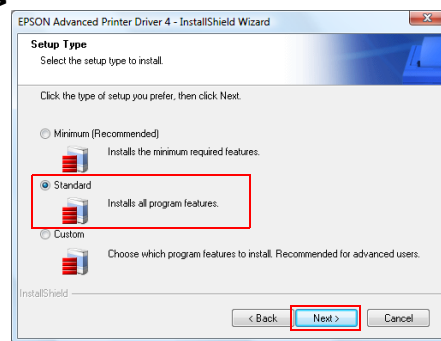 EPSON Advanced Printer Driver 4 - InstallShield Wizard
Setup Type
Select the setup type to install.
Click the type of setup you prefer, then click Next.
Minimum (Recommended)
Installs the minimum required features.
Standard
Installs all program features.
Custom
Choose which program features to install. Recommended for advanced users.
InstallShield
< Back
Next >
Cancel